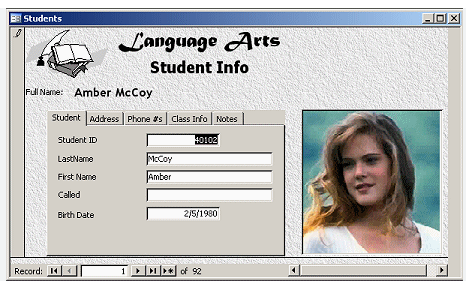 Students
Language Arts
Student Info
Full Name: Amber McCoy
Student Address Phone #s Class Info Notes
Student ID 40102
LastName McCoy
First Name Amber
Called
Birth Date 2/5/1980
Record: 1 of 92